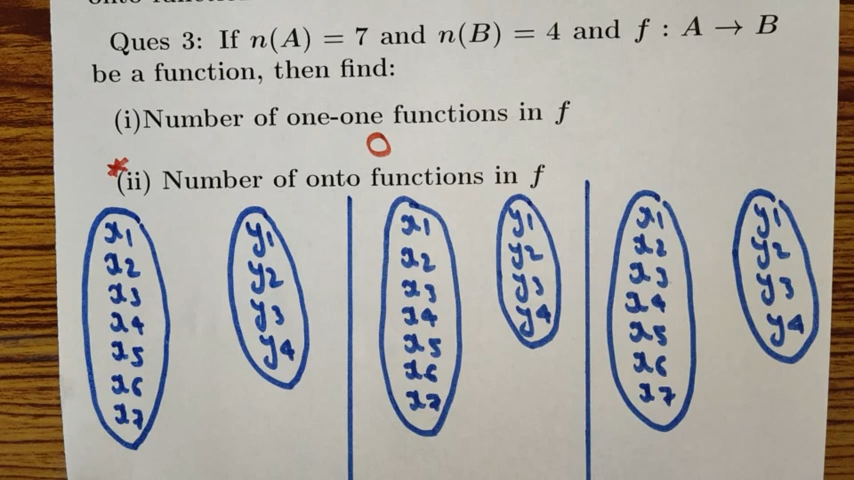 Ques 3: If n(A) = 7 and n(B) = 4 and f : A → B
be a function, then find:
(i)Number of one-one functions in f
O
*(ii) Number of onto functions in f
x1
x2
x3
x4
x5
x6
x7
y1
y2
y3
y4
x1
x2
x3
x4
x5
x6
x7
y1
y2
y3
y4
x1
x2
x3
x4
x5
x6
x7
y1
y2
y3
y4